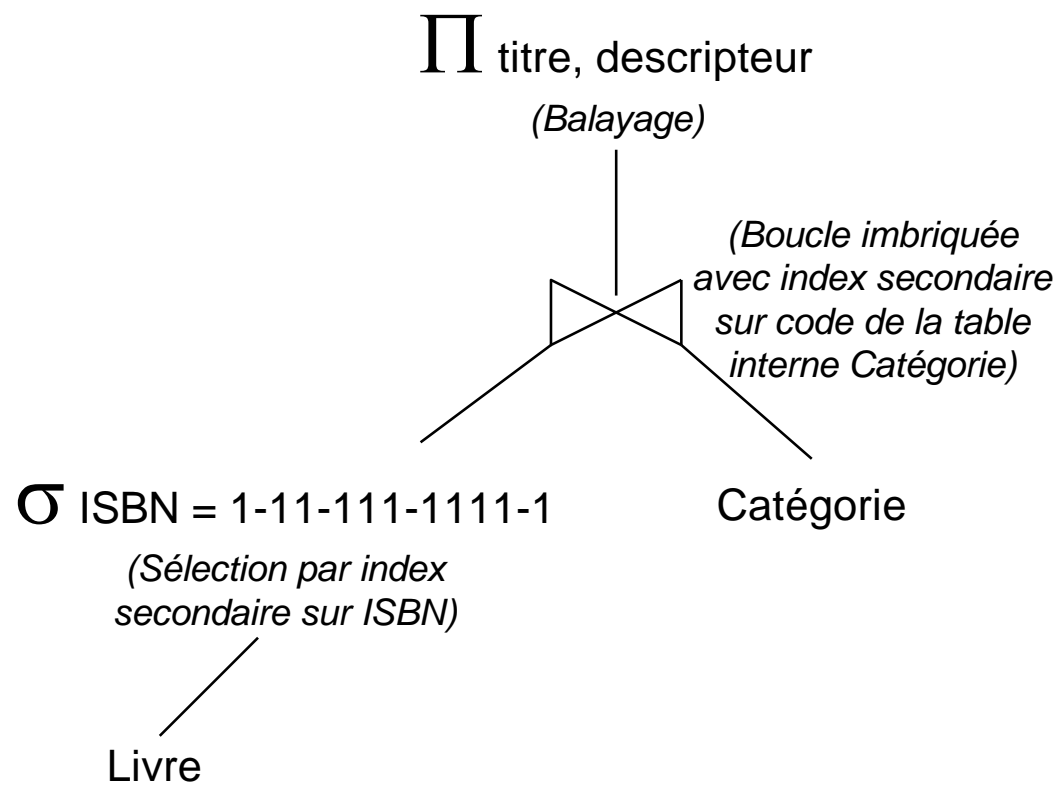 Π titre, descripteur
(Balayage)
(Boucle imbriquée
avec index secondaire
sur code de la table
interne Catégorie)
σ ISBN = 1-11-111-1111-1
(Sélection par index
secondaire sur ISBN)
Catégorie
Livre